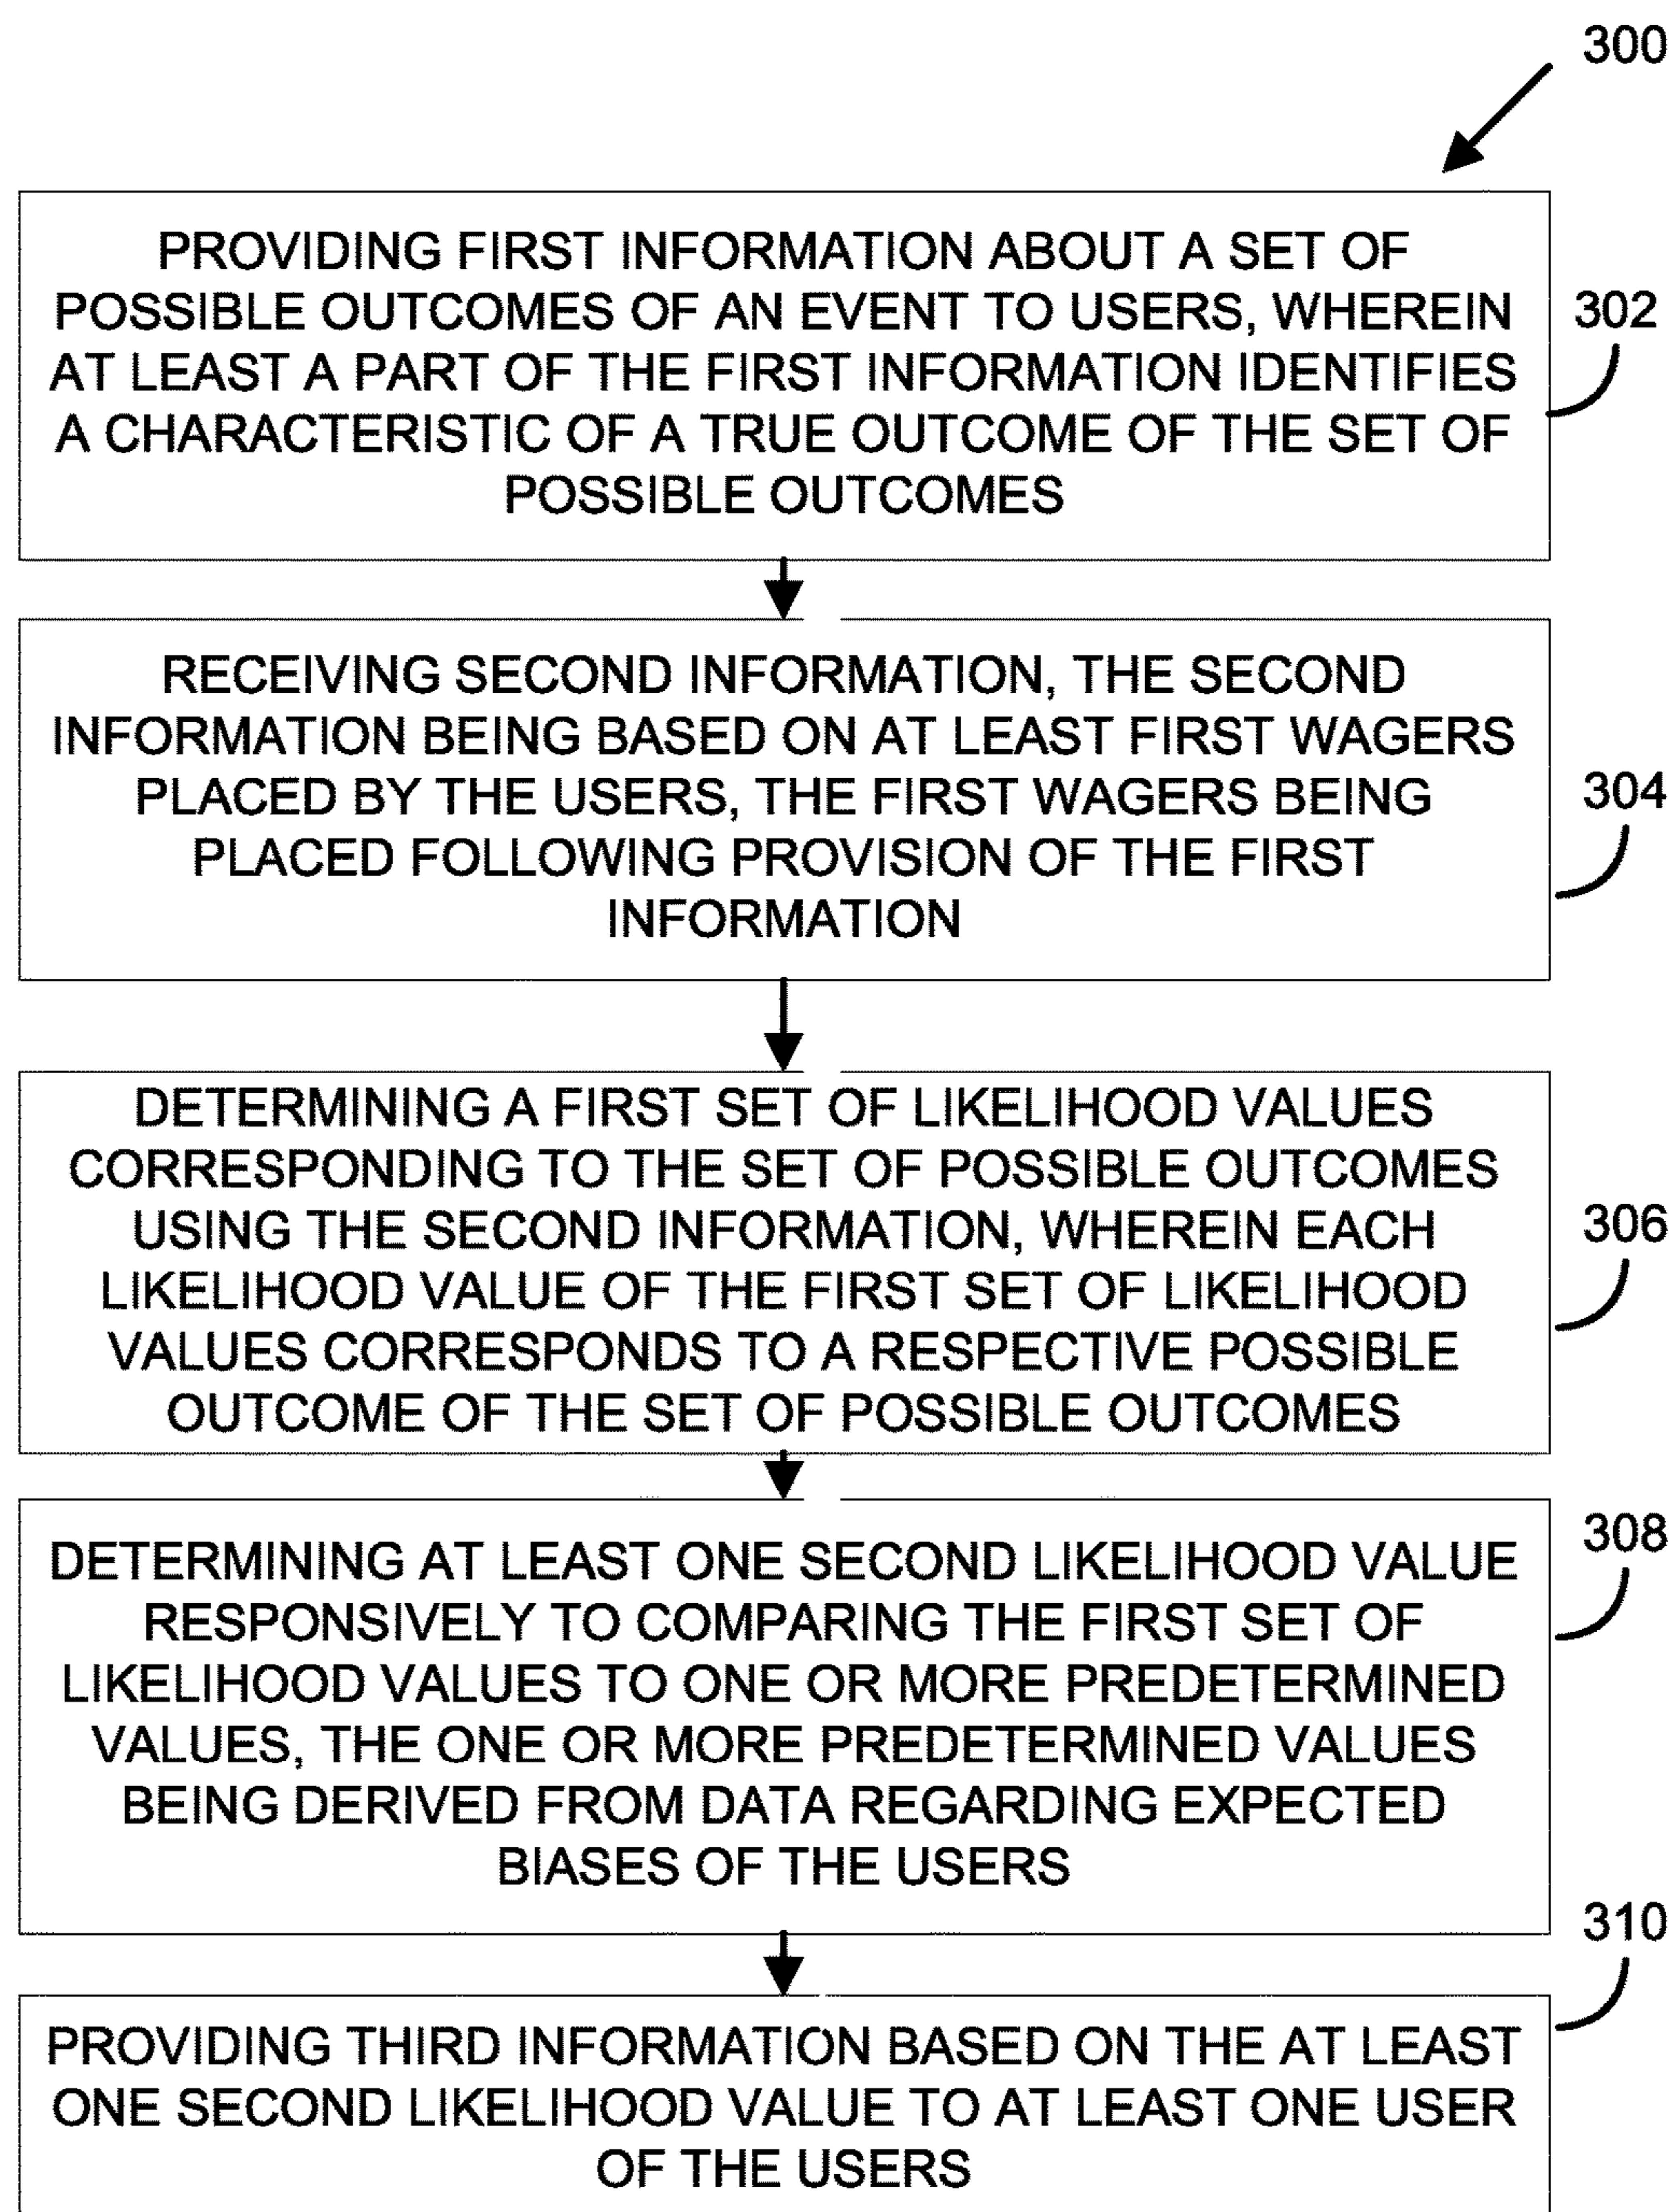 300
PROVIDING FIRST INFORMATION ABOUT A SET OF
POSSIBLE OUTCOMES OF AN EVENT TO USERS, WHEREIN
AT LEAST A PART OF THE FIRST INFORMATION IDENTIFIES
A CHARACTERISTIC OF A TRUE OUTCOME OF THE SET OF
POSSIBLE OUTCOMES
302
RECEIVING SECOND INFORMATION, THE SECOND
INFORMATION BEING BASED ON AT LEAST FIRST WAGERS
PLACED BY THE USERS, THE FIRST WAGERS BEING
PLACED FOLLOWING PROVISION OF THE FIRST
INFORMATION
304
DETERMINING A FIRST SET OF LIKELIHOOD VALUES
CORRESPONDING TO THE SET OF POSSIBLE OUTCOMES
USING THE SECOND INFORMATION, WHEREIN EACH
LIKELIHOOD VALUE OF THE FIRST SET OF LIKELIHOOD
VALUES CORRESPONDS TO A RESPECTIVE POSSIBLE
OUTCOME OF THE SET OF POSSIBLE OUTCOMES
306
DETERMINING AT LEAST ONE SECOND LIKELIHOOD VALUE
RESPONSIVELY TO COMPARING THE FIRST SET OF
LIKELIHOOD VALUES TO ONE OR MORE PREDETERMINED
VALUES, THE ONE OR MORE PREDETERMINED VALUES
BEING DERIVED FROM DATA REGARDING EXPECTED
BIASES OF THE USERS
308
PROVIDING THIRD INFORMATION BASED ON THE AT LEAST
ONE SECOND LIKELIHOOD VALUE TO AT LEAST ONE USER
OF THE USERS
310